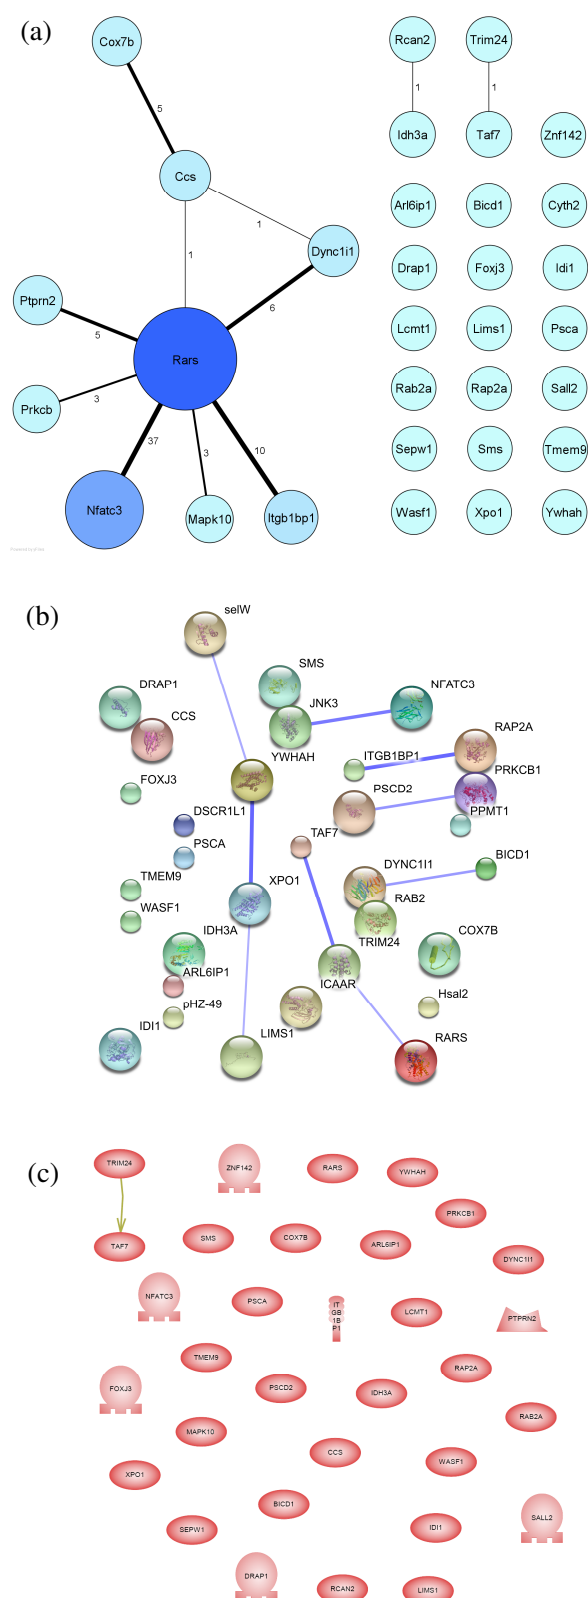 (a)
Cox7b
Rcan2
Trim24
5
1
1
Idh3a
Taf7
Znf142
Ccs
Arl6ip1
Bicd1
Cyth2
1
1
Dync1i1
Drap1
Foxj3
Idi1
Ptprn2
6
5
Lcmt1
Lims1
Psca
Rars
Rab2a
Rap2a
Sall2
3
Prkcb
37
3
10
Sepw1
Sms
Tmem9
Nfatc3
Mapk10
Itgb1bp1
Wasf1
Xpo1
Ywhah
(b)
selW
SMS
DRAP1
JNK3
NFATC3
CCS
YWHAH
ITGB1BP1
RAP2A
FOXJ3
PSCD2
PRKCB1
DSCR1L1
PPMT1
TAF7
PSCA
DYNC1I1
BICD1
TMEM9
XPO1
RAB2
WASF1
TRIM24
COX7B
IDH3A
ARL6IP1
ICAAR
pHZ-49
Hsal2
IDI1
LIMS1
RARS
(c)
TRIM24
ZNF142
RARS
YWHAH
PRKCB1
TAF7
SMS
COX7B
ARL6IP1
DYNC1I1
NFATC3
PSCA
IT
GB
1B
P1
LCMT1
PTPRN2
TMEM9
RAP2A
FOXJ3
PSCD2
IDH3A
RAB2A
MAPK10
CCS
WASF1
XPO1
BICD1
SALL2
SEPW1
IDI1
DRAP1
RCAN2
LIMS1